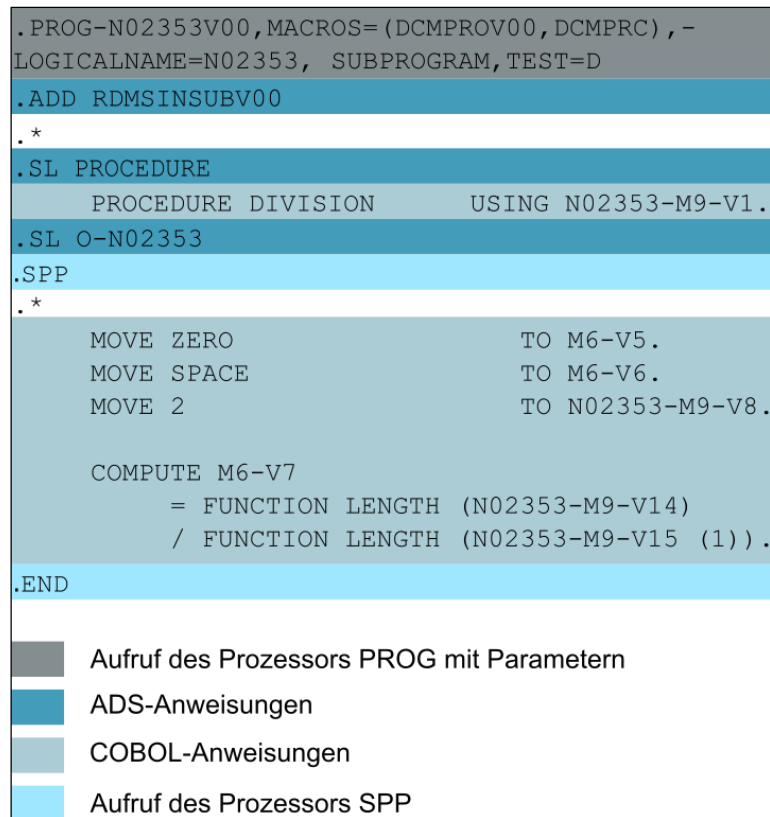 .PROG-N02353V00,MACROS=(DCMPROV00,DCMPRC),-
LOGICALNAME=N02353, SUBPROGRAM,TEST=D
.ADD RDMSINSUBV00
.*
.SL PROCEDURE
PROCEDURE DIVISION USING N02353-M9-V1.
.SL O-N02353
.SPP
.*
MOVE ZERO TO M6-V5.
MOVE SPACE TO M6-V6.
MOVE 2 TO N02353-M9-V8.
COMPUTE M6-V7
= FUNCTION LENGTH (N02353-M9-V14)
/ FUNCTION LENGTH (N02353-M9-V15 (1)).
.END
Aufruf des Prozessors PROG mit Parametern
ADS-Anweisungen
COBOL-Anweisungen
Aufruf des Prozessors SPP